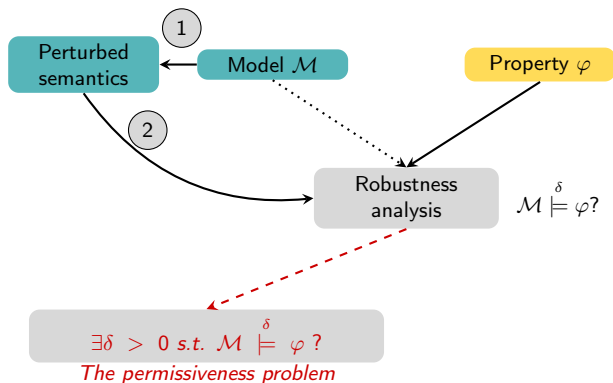 1
Perturbed
semantics
Model ℳ
Property φ
2
Robustness
analysis
ℳ ⊨^δ φ?
∃δ > 0 s.t. ℳ ⊨^δ φ ?
The permissiveness problem